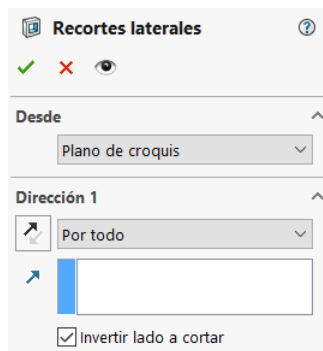 Recortes laterales
Desde
Plano de croquis
Dirección 1
Por todo
Invertir lado a cortar